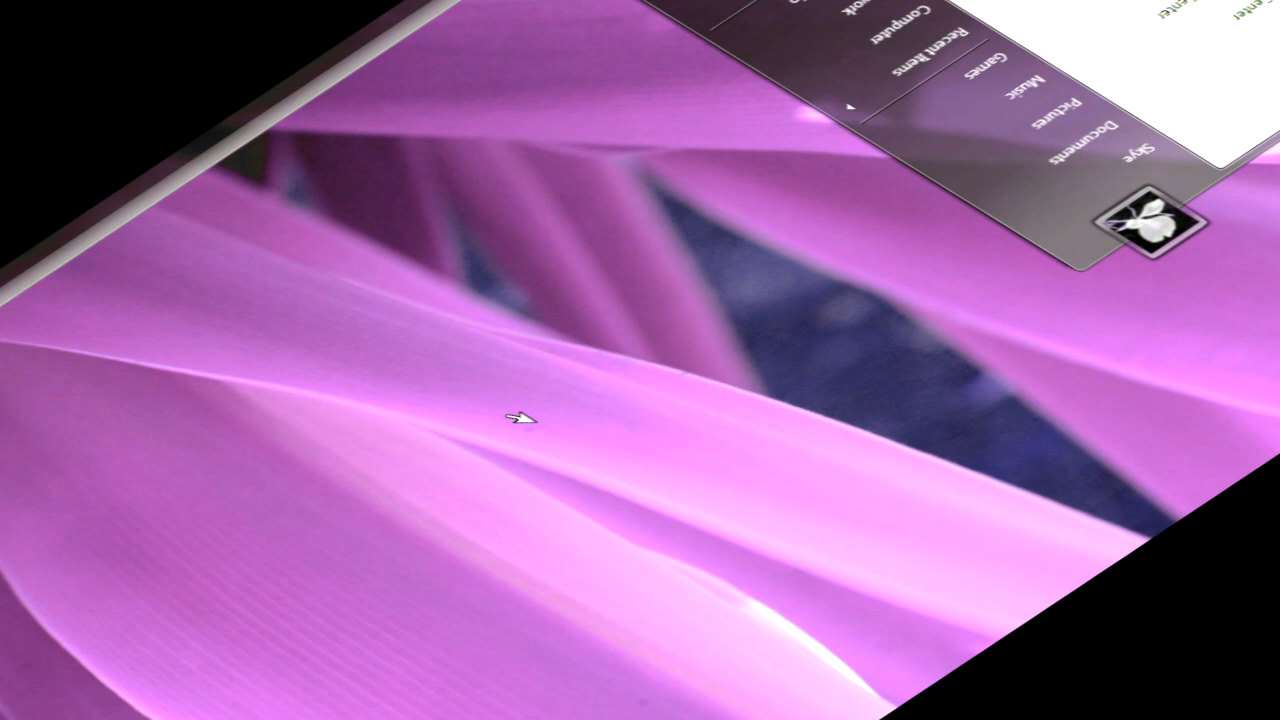 Skye
Documents
Pictures
Music
Games
Recent Items
Computer